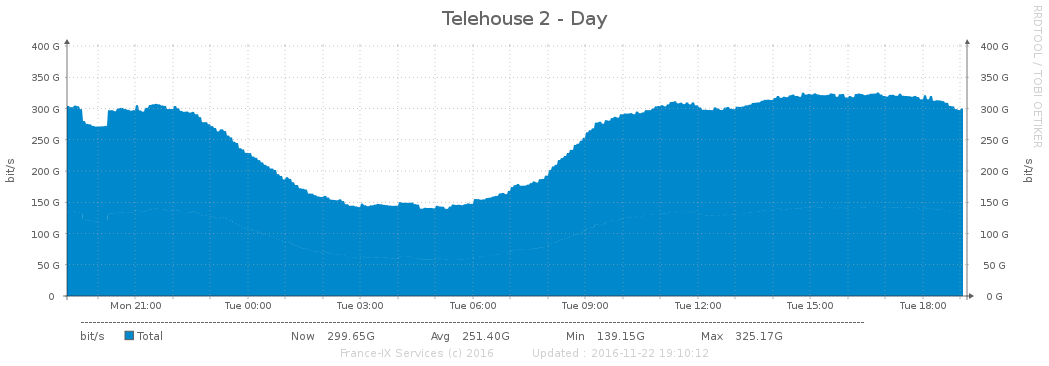 Telehouse 2 - Day
RRDTOOL / TOBI OETIKER
bit/s
400 G 400 G
350 G 350 G
300 G 300 G
250 G 250 G
200 G 200 G
150 G 150 G
100 G 100 G
50 G 50 G
0 0 G
bit/s
Mon 21:00 Tue 00:00 Tue 03:00 Tue 06:00 Tue 09:00 Tue 12:00 Tue 15:00 Tue 18:00
bit/s Total Now 299.65G Avg 251.40G Min 139.15G Max 325.17G
France-IX Services (c) 2016 Updated : 2016-11-22 19:10:12